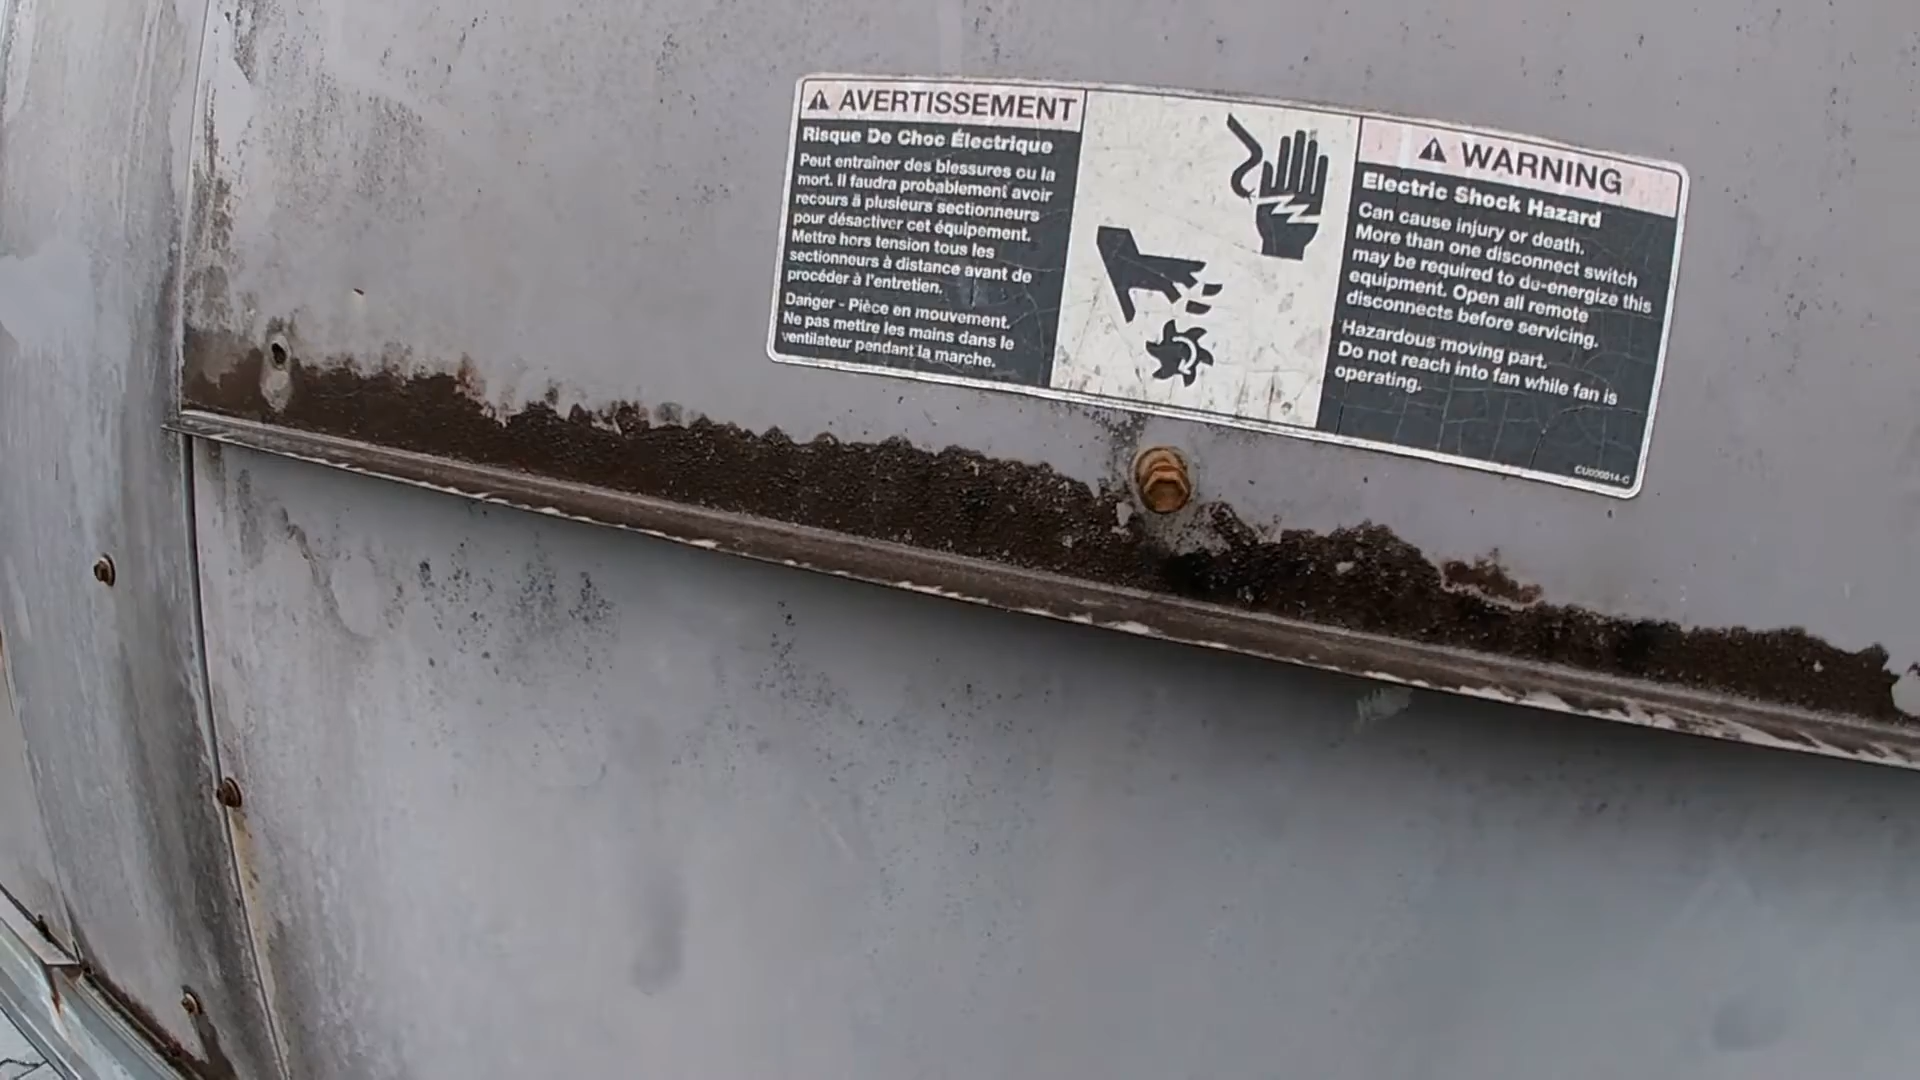 AVERTISSEMENT
Risque De Choc Électrique
Peut entraîner des blessures ou la
mort. Il faudra probablement avoir
recours à plusieurs sectionneurs
pour désactiver cet équipement.
Mettre hors tension tous les
sectionneurs à distance avant de
procéder à l'entretien.
Danger - Pièce en mouvement.
Ne pas mettre les mains dans le
ventilateur pendant la marche.
WARNING
Electric Shock Hazard
Can cause injury or death.
More than one disconnect switch
may be required to de-energize this
equipment. Open all remote
disconnects before servicing.
Hazardous moving part.
Do not reach into fan while fan is
operating.
CU000014-C